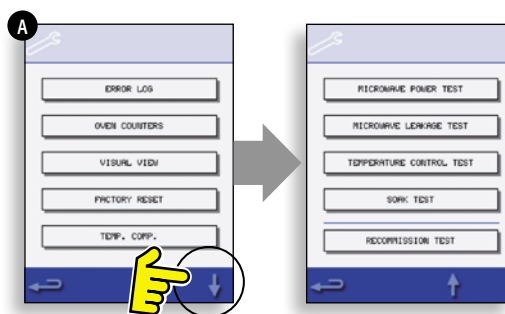 A
ERROR LOG
OVEN COUNTERS
VISUAL VIEW
FACTORY RESET
TEMP. COMP.
MICROWAVE POWER TEST
MICROWAVE LEAKAGE TEST
TEMPERATURE CONTROL TEST
SOAK TEST
RECOMMISSION TEST